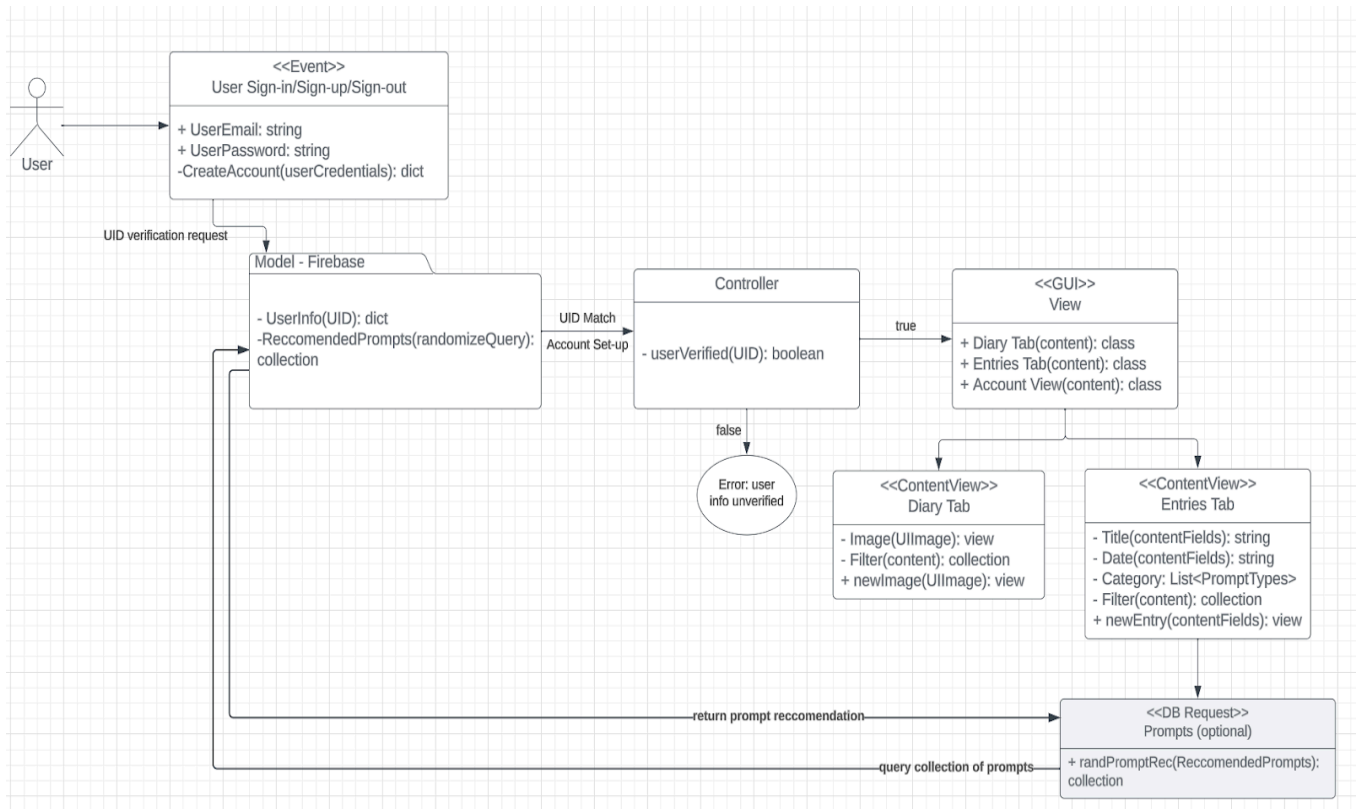 <<Event>>
User Sign-in/Sign-up/Sign-out
+ UserEmail: string
+ UserPassword: string
-CreateAccount(userCredentials): dict
User
UID verification request
Model - Firebase
- UserInfo(UID): dict
-ReccomendedPrompts(randomizeQuery):
collection
UID Match
Account Set-up
Controller
- userVerified(UID): boolean
true
<<GUI>>
View
+ Diary Tab(content): class
+ Entries Tab(content): class
+ Account View(content): class
false
Error: user
info unverified
<<ContentView>>
Diary Tab
- Image(UIImage): view
- Filter(content): collection
+ newImage(UIImage): view
<<ContentView>>
Entries Tab
- Title(contentFields): string
- Date(contentFields): string
- Category: List<PromptTypes>
- Filter(content): collection
+ newEntry(contentFields): view
return prompt reccomendation
query collection of prompts
<<DB Request>>
Prompts (optional)
+ randPromptRec(ReccomendedPrompts):
collection